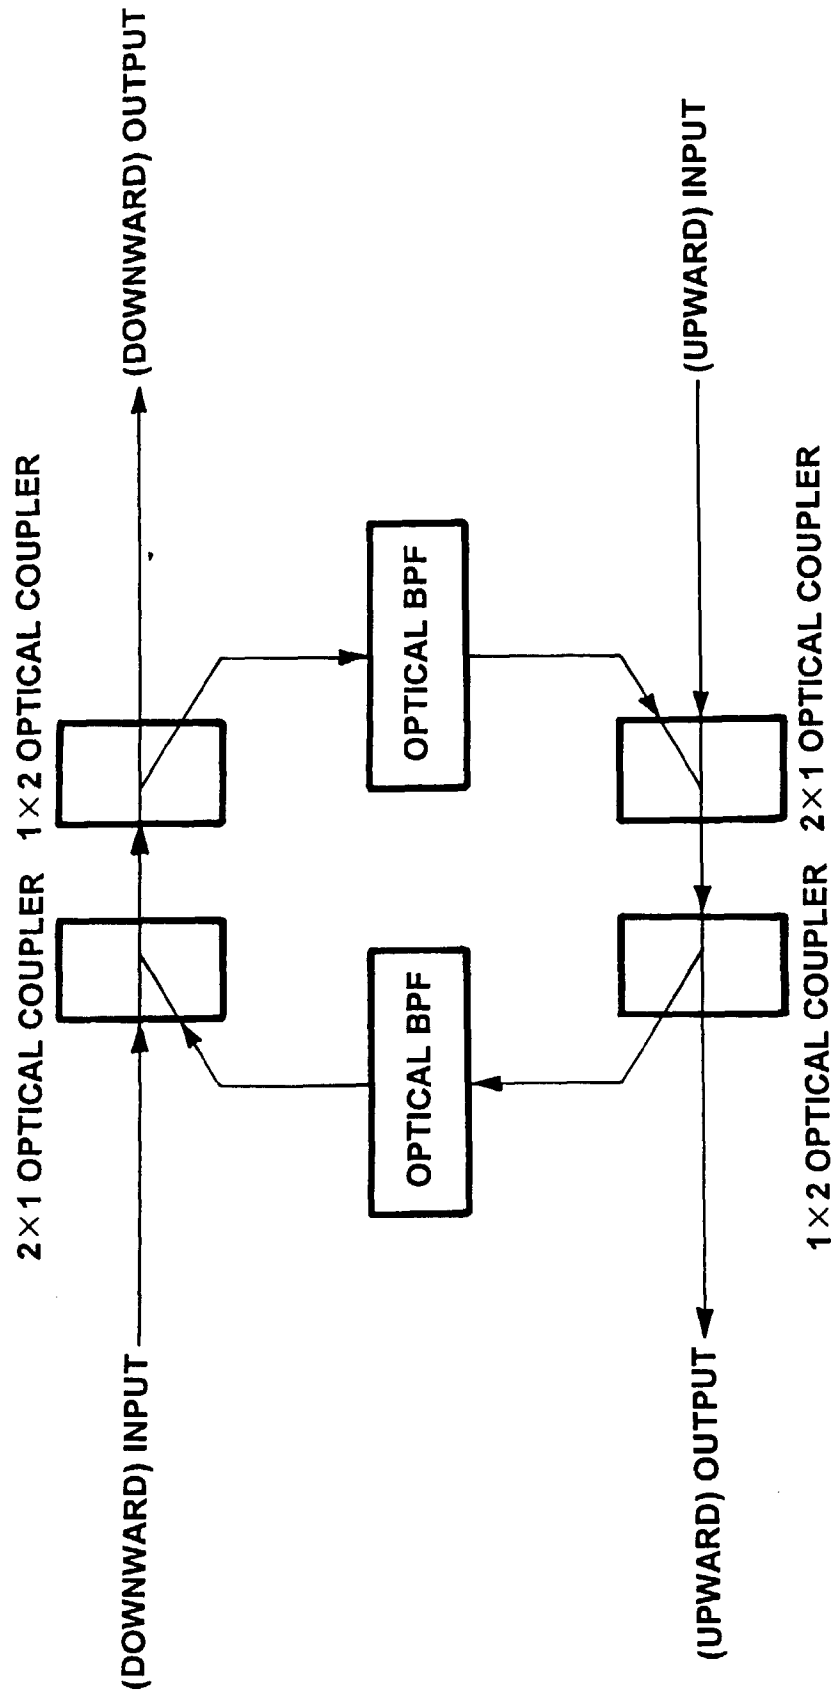 2×1 OPTICAL COUPLER
1×2 OPTICAL COUPLER
(DOWNWARD) INPUT
(DOWNWARD) OUTPUT
OPTICAL BPF
OPTICAL BPF
(UPWARD) OUTPUT
(UPWARD) INPUT
1×2 OPTICAL COUPLER
2×1 OPTICAL COUPLER